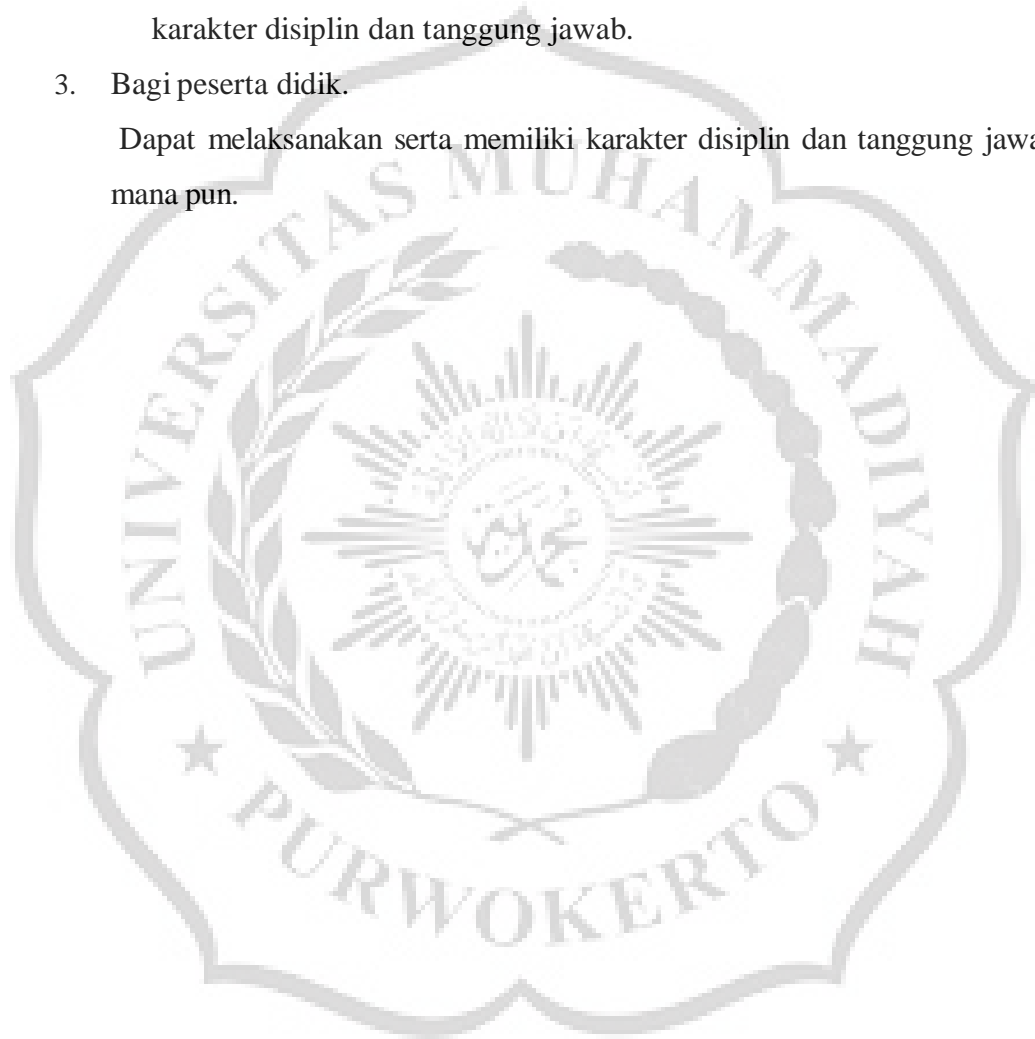 karakter disiplin dan tanggung jawab.
3. Bagi peserta didik.
Dapat melaksanakan serta memiliki karakter disiplin dan tanggung
mana pun.
UNIVERSITAS MUHAMMADIYAH
PURWOKERTO